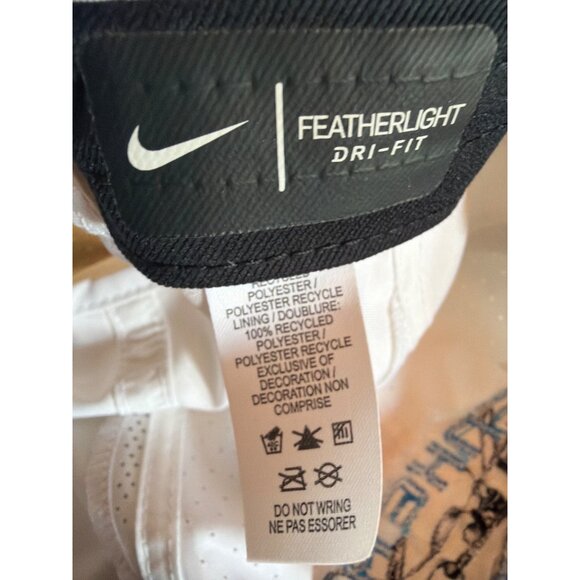 FEATHERLIGHT
DRI-FIT
RECYCLED
POLYESTER /
POLYESTER RECYCLE
LINING / DOUBLURE:
100% RECYCLED
POLYESTER /
POLYESTER RECYCLE
EXCLUSIVE OF
DECORATION /
DECORATION NON
COMPRISE
DO NOT WRING
NE PAS ESSORER